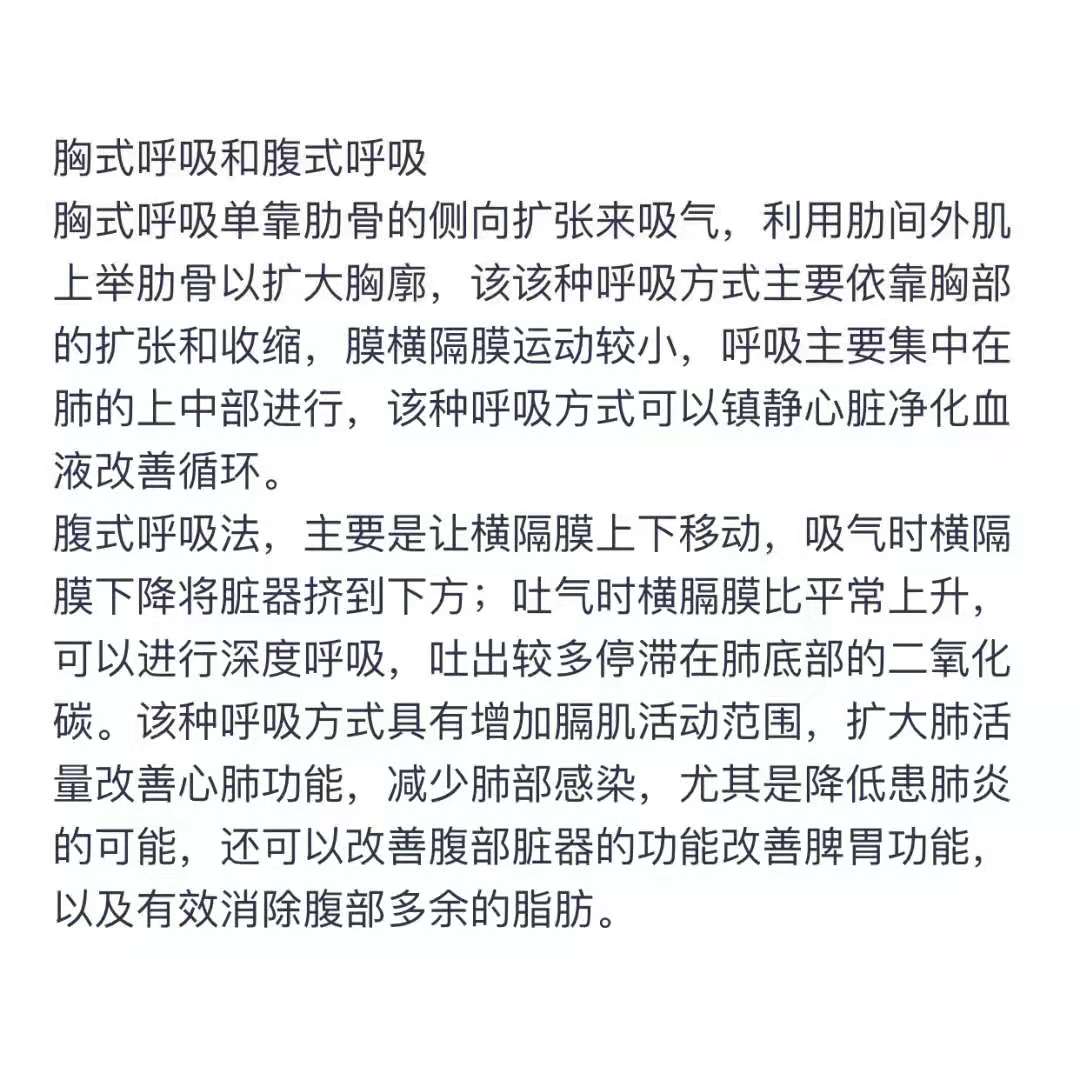 胸式呼吸和腹式呼吸
胸式呼吸单靠肋骨的侧向扩张来吸气，利用肋间外肌
上举肋骨以扩大胸廓，该该种呼吸方式主要依靠胸部
的扩张和收缩，膜横隔膜运动较小，呼吸主要集中在
肺的上中部进行，该种呼吸方式可以镇静心脏净化血
液改善循环。
腹式呼吸法，主要是让横隔膜上下移动，吸气时横隔
膜下降将脏器挤到下方；吐气时横膈膜比平常上升，
可以进行深度呼吸，吐出较多停滞在肺底部的二氧化
碳。该种呼吸方式具有增加膈肌活动范围，扩大肺活
量改善心肺功能，减少肺部感染，尤其是降低患肺炎
的可能，还可以改善腹部脏器的功能改善脾胃功能，
以及有效消除腹部多余的脂肪。